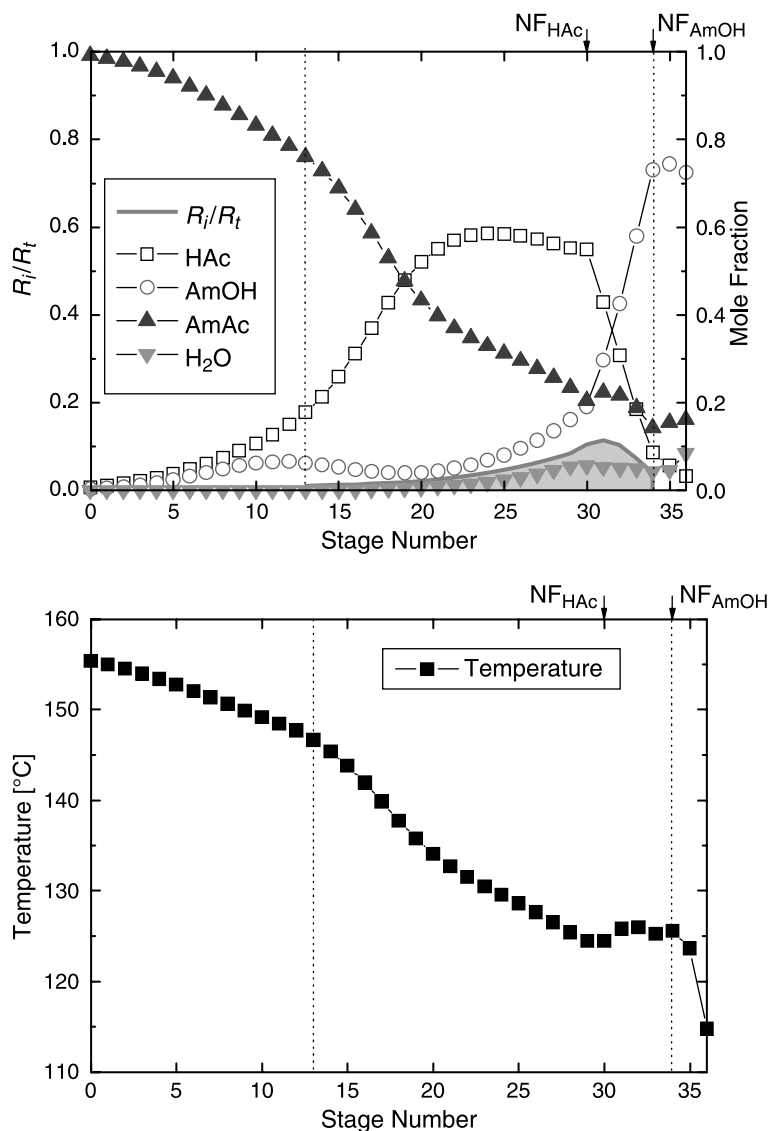 NF_HAc NF_AmOH
1.0 1.0
0.8 0.8
0.6 0.6
0.4 0.4
0.2 0.2
0.0 0.0
R_i/R_t
Mole Fraction
R_i/R_t
HAc
AmOH
AmAc
H₂O
0 5 10 15 20 25 30 35
Stage Number
NF_HAc NF_AmOH
160
150
140
130
120
110
Temperature [°C]
Temperature
0 5 10 15 20 25 30 35
Stage Number